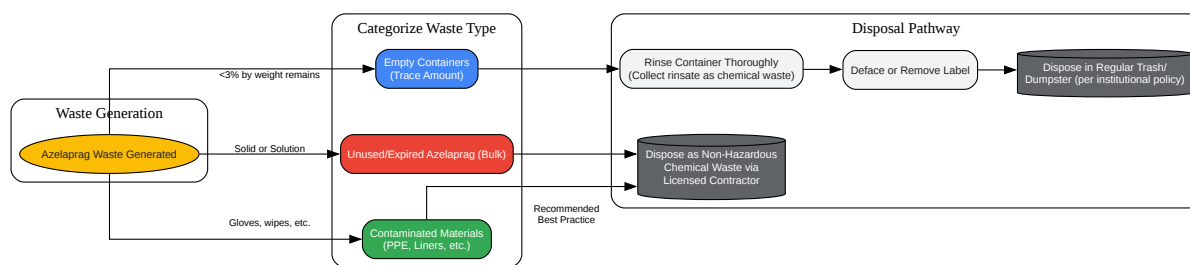 Categorize Waste Type
Disposal Pathway
Empty Containers
(Trace Amount)
Rinse Container Thoroughly
(Collect rinsate as chemical waste)
Deface or Remove Label
Dispose in Regular Trash/
Dumpster (per institutional policy)
<3% by weight remains
Waste Generation
Azelaprag Waste Generated
Solid or Solution
Unused/Expired Azelaprag (Bulk)
Dispose as Non-Hazardous
Chemical Waste via
Licensed Contractor
Gloves, wipes, etc.
Contaminated Materials
(PPE, Liners, etc.)
Recommended
Best Practice